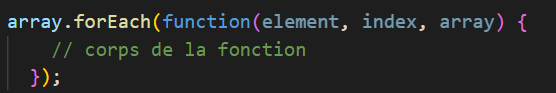 array.forEach(function(element, index, array) {
// corps de la fonction
});